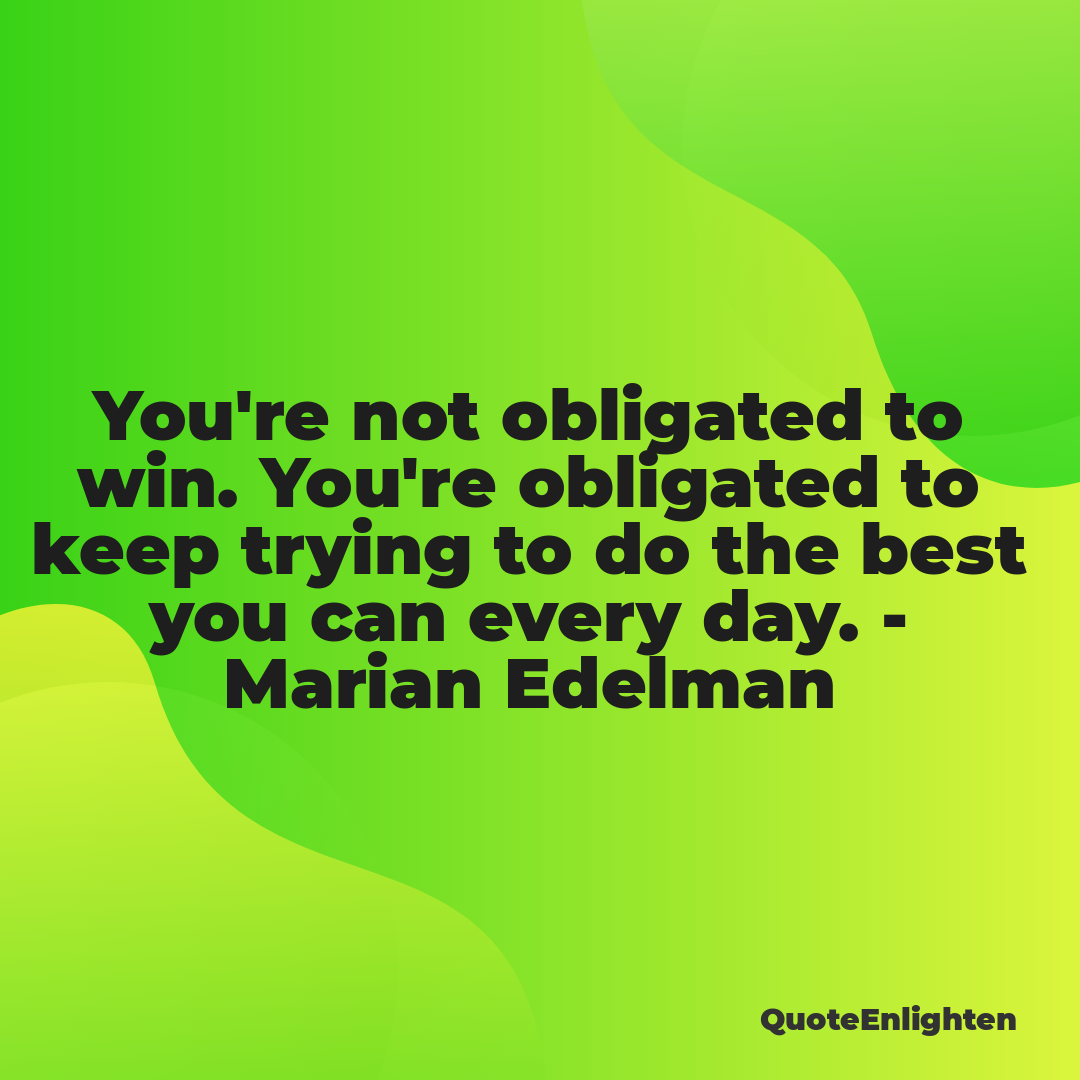 You're not obligated to
win. You're obligated to
keep trying to do the best
you can every day. -
Marian Edelman
QuoteEnlighten